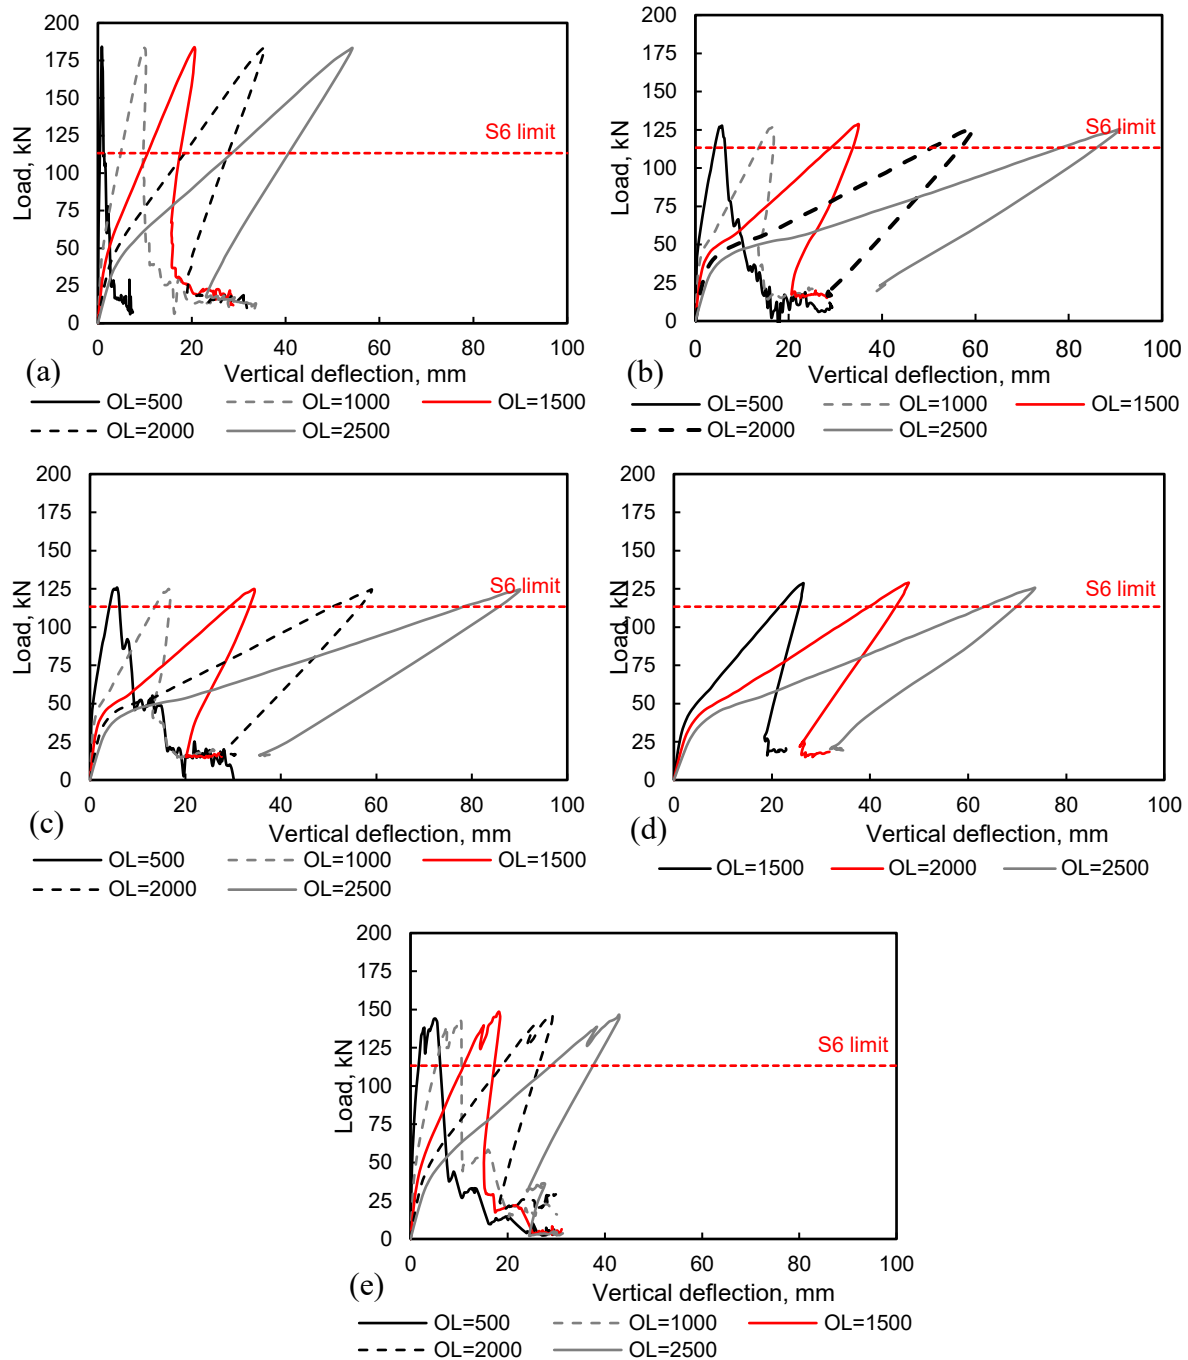 200
175
150
125
100
75
50
25
0
Load, kN
S6 limit
0 20 40 60 80 100
(a)
Vertical deflection, mm
OL=500 OL=1000 OL=1500
OL=2000 OL=2500
200
175
150
125
100
75
50
25
0
Load, kN
S6 limit
0 20 40 60 80 100
(b)
Vertical deflection, mm
OL=500 OL=1000 OL=1500
OL=2000 OL=2500
200
175
150
125
100
75
50
25
0
Load, kN
S6 limit
0 20 40 60 80 100
(c)
Vertical deflection, mm
OL=500 OL=1000 OL=1500
OL=2000 OL=2500
200
175
150
125
100
75
50
25
0
Load, kN
S6 limit
0 20 40 60 80 100
(d)
Vertical deflection, mm
OL=1500 OL=2000 OL=2500
200
175
150
125
100
75
50
25
0
Load, kN
S6 limit
0 20 40 60 80 100
(e)
Vertical deflection, mm
OL=500 OL=1000 OL=1500
OL=2000 OL=2500